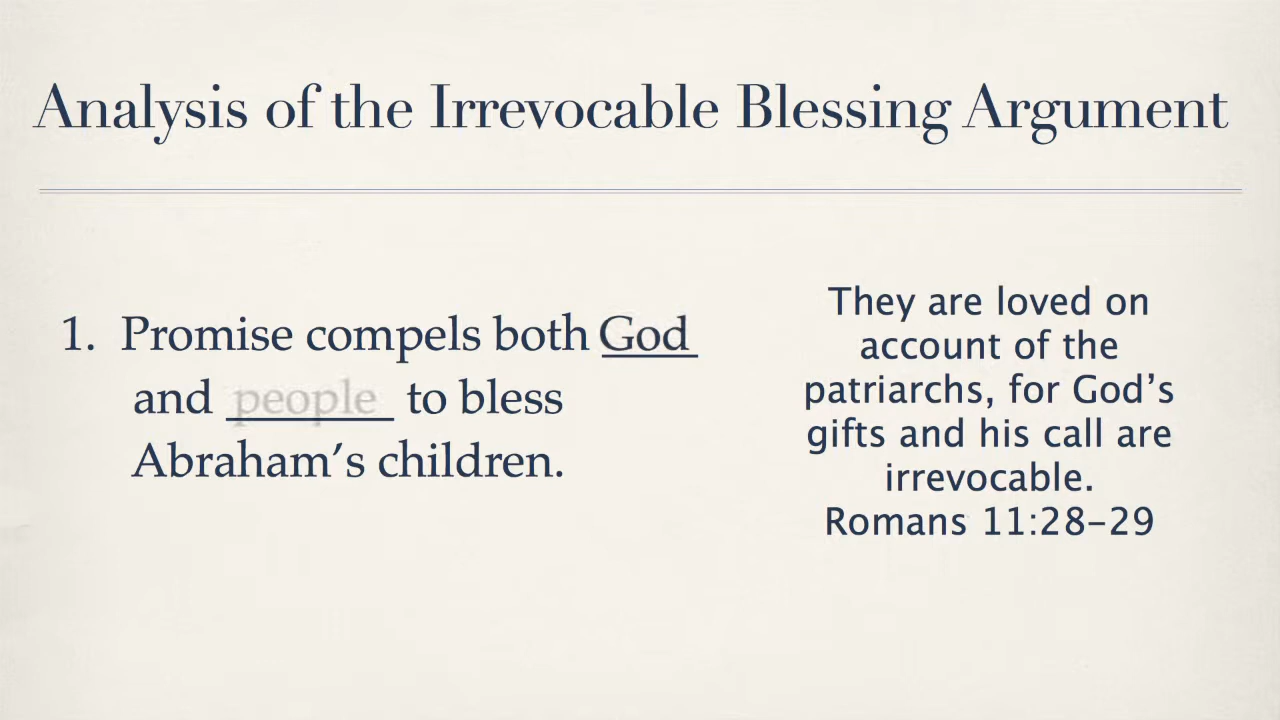 Analysis of the Irrevocable Blessing Argument
1. Promise compels both God
and people to bless
Abraham’s children.
They are loved on
account of the
patriarchs, for God’s
gifts and his call are
irrevocable.
Romans 11:28–29